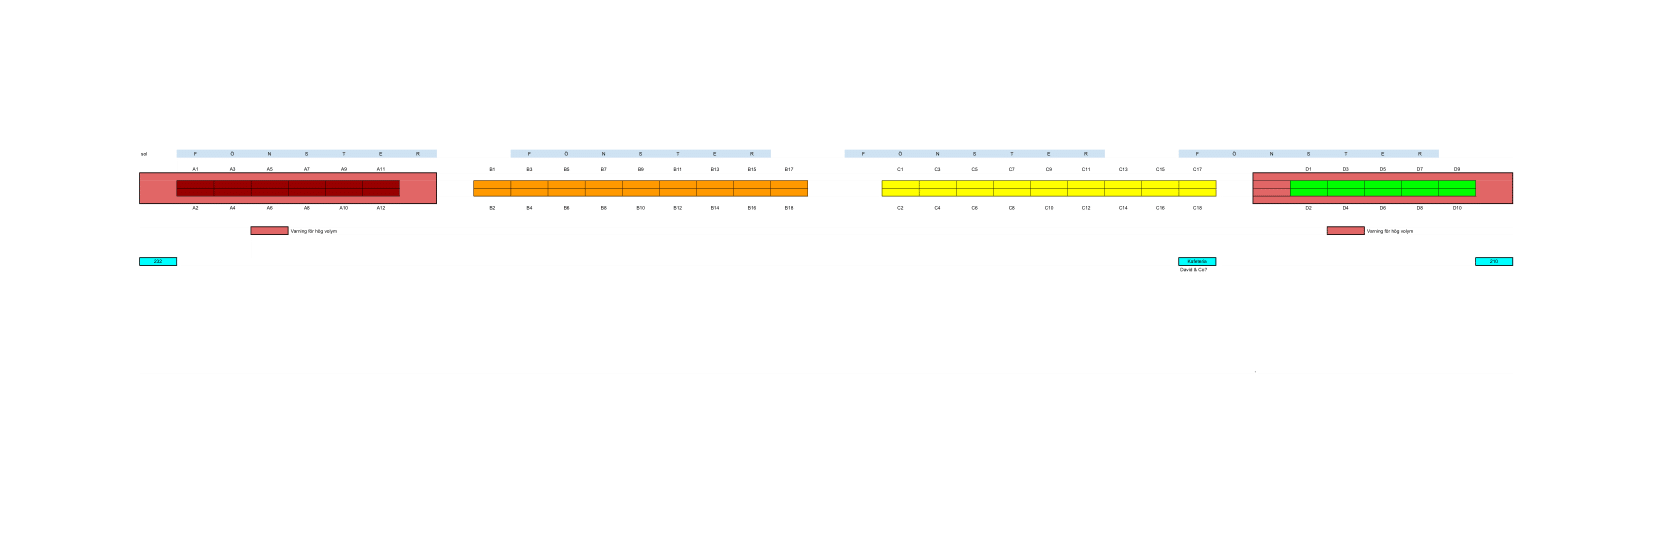 sol F Ö N S T E R F Ö N S T E R F Ö N S T E R F Ö N S T E R
A1 A3 A5 A7 A9 A11 B1 B3 B5 B7 B9 B11 B13 B15 B17 C1 C3 C5 C7 C9 C11 C13 C15 C17 D1 D3 D5 D7 D9
A2 A4 A6 A8 A10 A12 B2 B4 B6 B8 B10 B12 B14 B16 B18 C2 C4 C6 C8 C10 C12 C14 C16 C18 D2 D4 D6 D8 D10
Varning för hög volym Varning för hög volym
202 Kafeteria 210
David & Co?